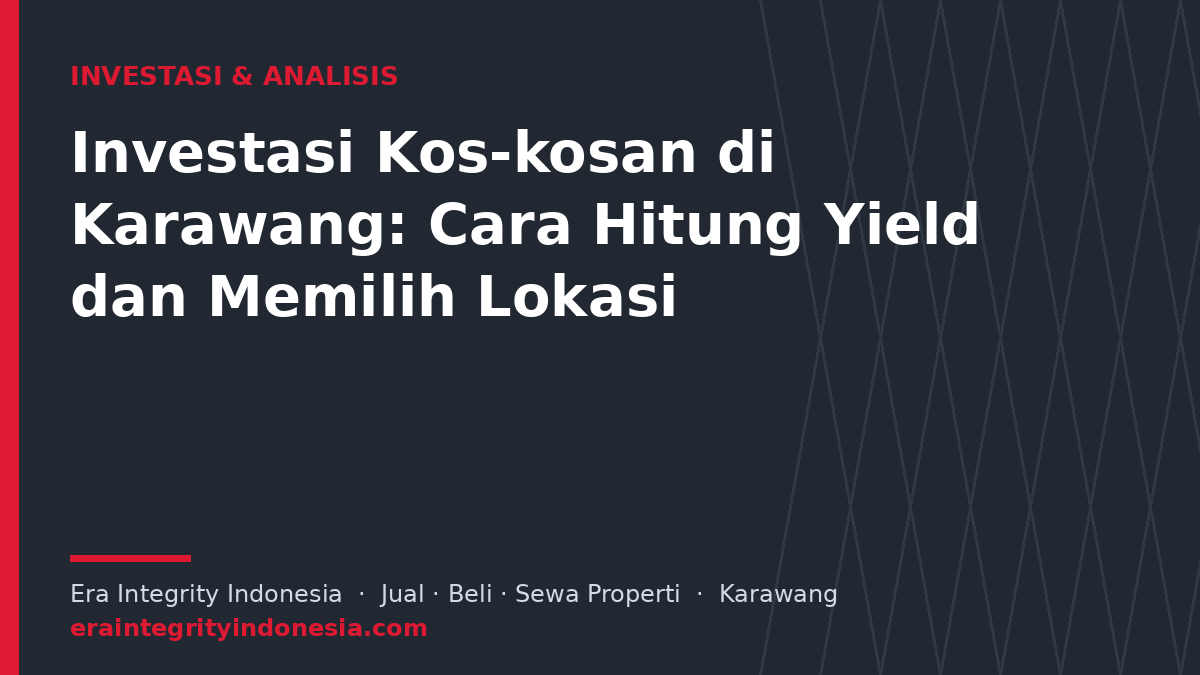 INVESTASI & ANALISIS
Investasi Kos-kosan di
Karawang: Cara Hitung Yield
dan Memilih Lokasi
Era Integrity Indonesia · Jual · Beli · Sewa Properti · Karawang
eraintegrityindonesia.com